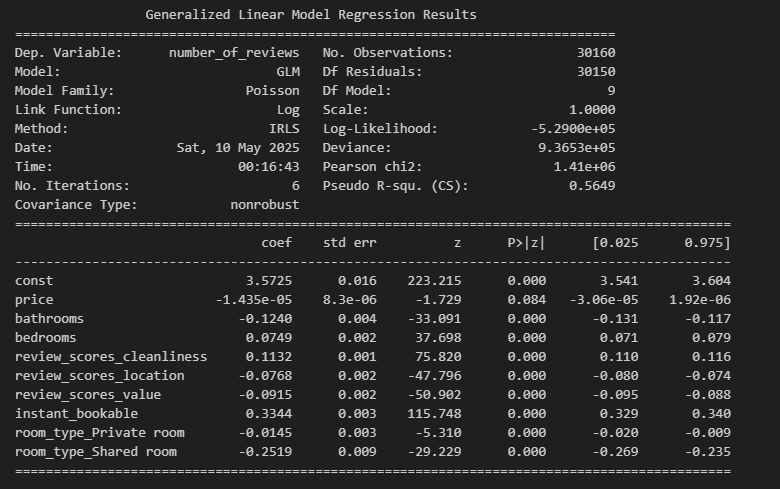 Generalized Linear Model Regression Results
==============================================================================
Dep. Variable:      number_of_reviews   No. Observations:                30160
Model:                            GLM   Df Residuals:                    30150
Model Family:                 Poisson   Df Model:                            9
Link Function:                    Log   Scale:                          1.0000
Method:                          IRLS   Log-Likelihood:            -5.2900e+05
Date:                Sat, 10 May 2025   Deviance:                   9.3653e+05
Time:                        00:16:43   Pearson chi2:                 1.41e+06
No. Iterations:                     6   Pseudo R-squ. (CS):             0.5649
Covariance Type:            nonrobust
=============================================================================================
coef    std err          z      P>|z|      [0.025      0.975]
---------------------------------------------------------------------------------------------
const                         3.5725      0.016    223.215      0.000       3.541       3.604
price                     -1.435e-05    8.3e-06     -1.729      0.084   -3.06e-05    1.92e-06
bathrooms                    -0.1240      0.004    -33.091      0.000      -0.131      -0.117
bedrooms                      0.0749      0.002     37.698      0.000       0.071       0.079
review_scores_cleanliness     0.1132      0.001     75.820      0.000       0.110       0.116
review_scores_location       -0.0768      0.002    -47.796      0.000      -0.080      -0.074
review_scores_value          -0.0915      0.002    -50.902      0.000      -0.095      -0.088
instant_bookable              0.3344      0.003    115.748      0.000       0.329       0.340
room_type_Private room       -0.0145      0.003     -5.310      0.000      -0.020      -0.009
room_type_Shared room        -0.2519      0.009    -29.229      0.000      -0.269      -0.235
=============================================================================================